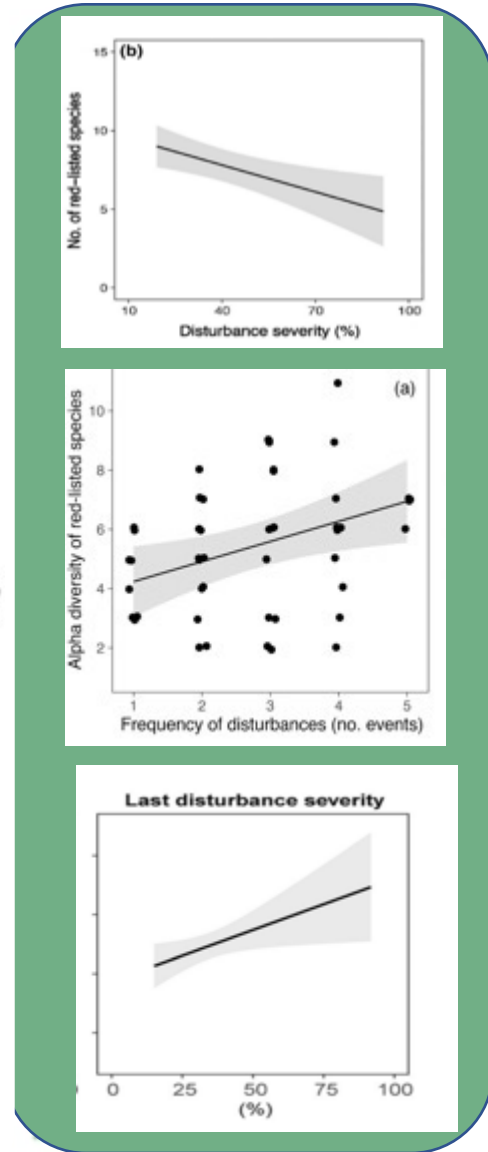 (b)
No. of red-listed species
15
10
5
0
10 40 70 100
Disturbance severity (%)
(a)
Alpha diversity of red-listed species
10
8
6
4
2
1 2 3 4 5
Frequency of disturbances (no. events)
Last disturbance severity
0 25 50 75 100
(%)